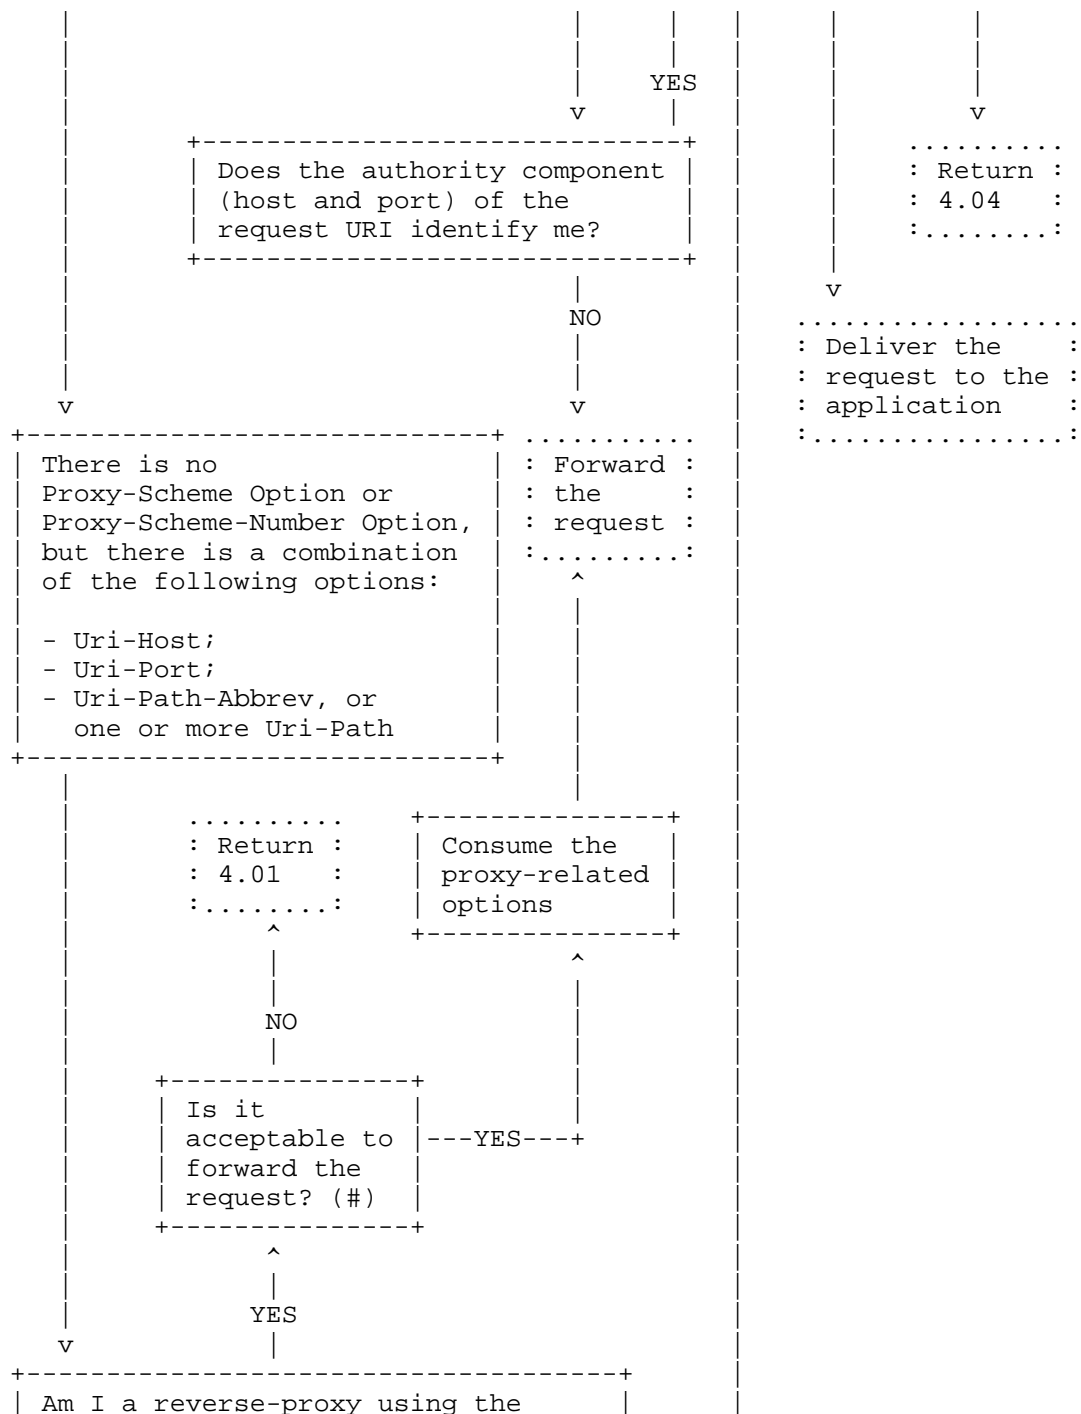 YES
Does the authority component
(host and port) of the
request URI identify me?
Return
4.04
NO
Deliver the
request to the
application
There is no
Proxy-Scheme Option or
Proxy-Scheme-Number Option,
but there is a combination
of the following options:
- Uri-Host;
- Uri-Port;
- Uri-Path-Abbrev, or
one or more Uri-Path
Forward
the
request
Return
4.01
Consume the
proxy-related
options
NO
Is it
acceptable to
forward the
request? (#)
YES
YES
Am I a reverse-proxy using the